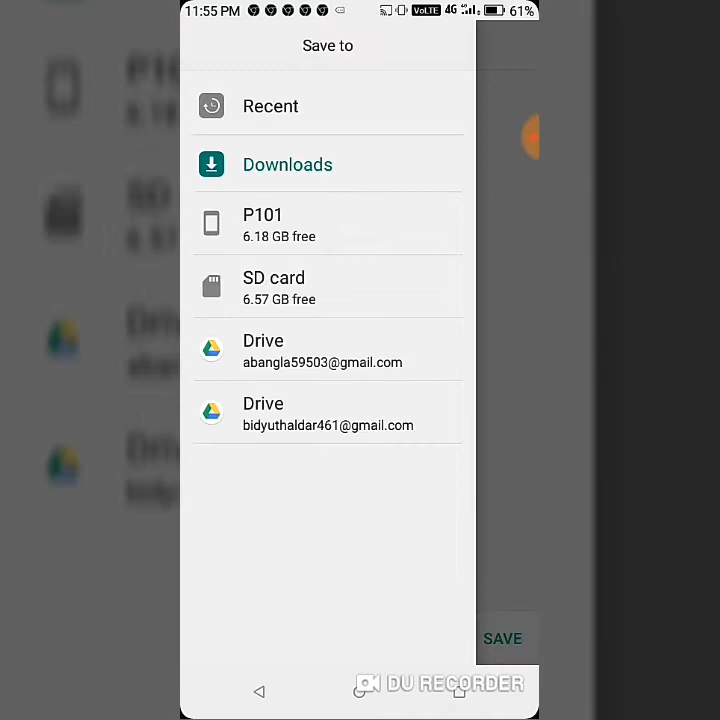 11:55 PM VoLTE 4G 61%
Save to
Recent
Downloads
P101
6.18 GB free
SD card
6.57 GB free
Drive
abangla59503@gmail.com
Drive
bidyuthaldar461@gmail.com
SAVE
DU RECORDER